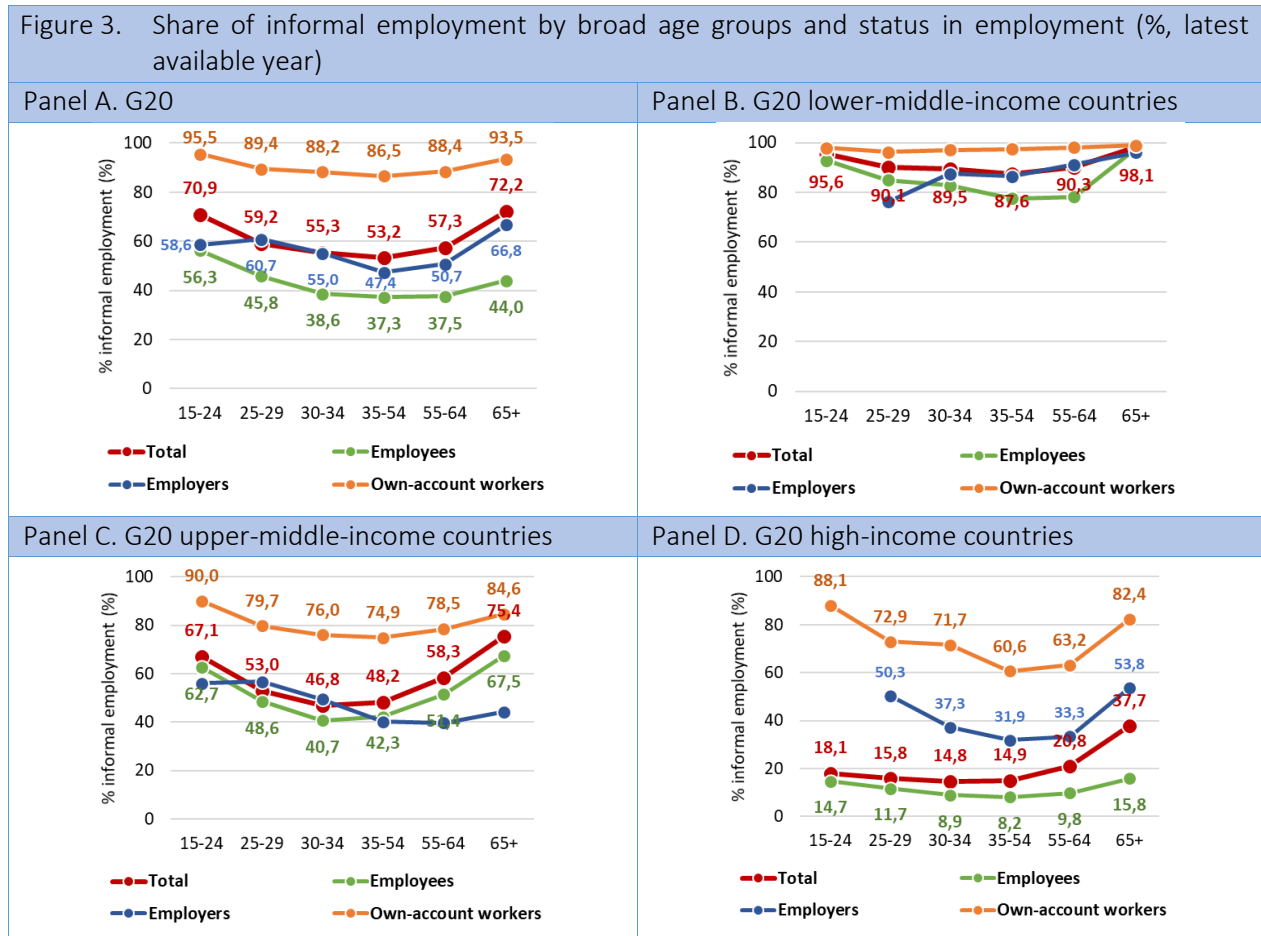 Figure 3. Share of informal employment by broad age groups and status in employment (%, latest
available year)
Panel A. G20
% informal employment (%)
100
80
60
40
20
0
95,5 89,4 88,2 86,5 88,4 93,5
70,9 59,2 55,3 53,2 57,3 72,2
58,6 60,7 55,0 47,4 50,7 66,8
56,3 45,8 38,6 37,3 37,5 44,0
15-24 25-29 30-34 35-54 55-64 65+
Total Employees
Employers Own-account workers
Panel B. G20 lower-middle-income countries
% informal employment (%)
100
80
60
40
20
0
95,6 90,1 89,5 87,6 90,3 98,1
15-24 25-29 30-34 35-54 55-64 65+
Total Employees
Employers Own-account workers
Panel C. G20 upper-middle-income countries
% informal employment (%)
100
80
60
40
20
0
90,0 79,7 76,0 74,9 78,5 84,6
67,1 53,0 46,8 48,2 58,3 75,4
62,7 48,6 40,7 42,3 51,4 67,5
15-24 25-29 30-34 35-54 55-64 65+
Total Employees
Employers Own-account workers
Panel D. G20 high-income countries
% informal employment (%)
100
80
60
40
20
0
88,1 72,9 71,7 60,6 63,2 82,4
50,3 37,3 31,9 33,3 53,8
18,1 15,8 14,8 14,9 20,8 37,7
14,7 11,7 8,9 8,2 9,8 15,8
15-24 25-29 30-34 35-54 55-64 65+
Total Employees
Employers Own-account workers